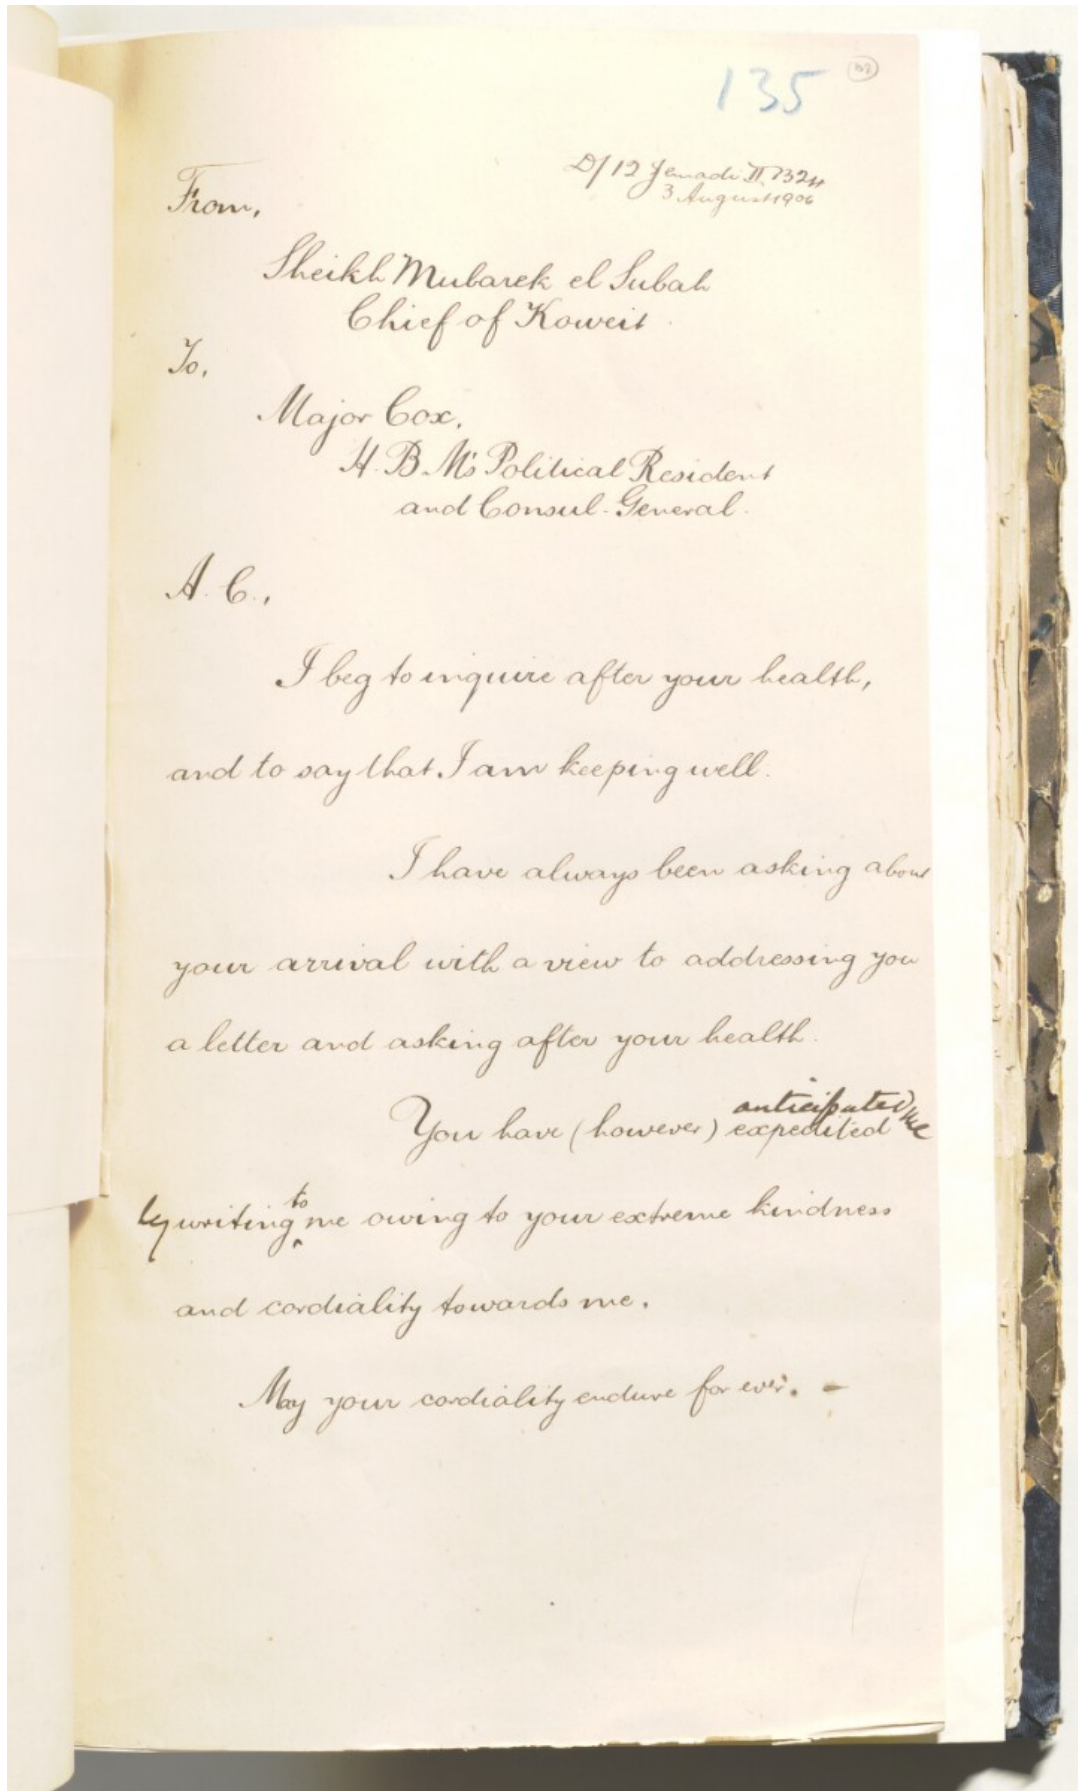 135
D/12 Jemadi II 1324
3 August 1906
From,
Sheikh Mubarek el Subah
Chief of Koweit.
To,
Major Cox,
H. B. M's Political Resident
and Consul-General.
A. C.,
I beg to inquire after your health,
and to say that I am keeping well.
I have always been asking about
your arrival with a view to addressing you
a letter and asking after your health.
anticipated me
You have (however) expedited
to
by writing me owing to your extreme kindness
and cordiality towards me.
May your cordiality endure for ever. -